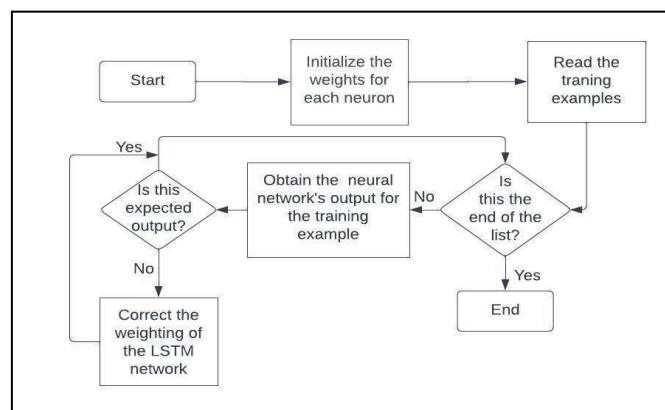 Start
Initialize the
weights for
each neuron
Read the
traning
examples
Is
this the
end of the
list?
No
Yes
End
Obtain the neural
network's output for
the training
example
Is this
expected
output?
Yes
No
Correct the
weighting of
the LSTM
network